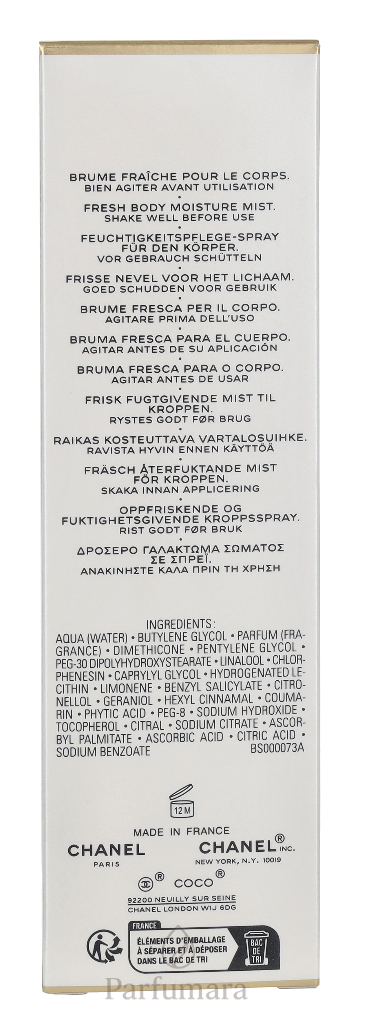 BRUME FRAÎCHE POUR LE CORPS.
BIEN AGITER AVANT UTILISATION
•
FRESH BODY MOISTURE MIST.
SHAKE WELL BEFORE USE
•
FEUCHTIGKEITSPFLEGE-SPRAY
FÜR DEN KÖRPER.
VOR GEBRAUCH SCHÜTTELN
•
FRISSE NEVEL VOOR HET LICHAAM.
GOED SCHUDDEN VOOR GEBRUIK
•
BRUME FRESCA PER IL CORPO.
AGITARE PRIMA DELL'USO
•
BRUMA FRESCA PARA EL CUERPO.
AGITAR ANTES DE SU APLICACIÓN
•
BRUMA FRESCA PARA O CORPO.
AGITAR ANTES DE USAR
•
FRISK FUGTGIVENDE MIST TIL
KROPPEN.
RYSTES GODT FØR BRUG
•
RAIKAS KOSTEUTTAVA VARTALOSUIHKE.
RAVISTA HYVIN ENNEN KÄYTTÖÄ
•
FRÄSCH ÅTERFUKTANDE MIST
FÖR KROPPEN.
SKAKA INNAN APPLICERING
•
OPPFRISKENDE OG
FUKTIGHETSGIVENDE KROPPSSPRAY.
RIST GODT FØR BRUK
•
ΔΡΟΣΕΡΟ ΓΑΛΑΚΤΩΜΑ ΣΩΜΑΤΟΣ
ΣΕ ΣΠΡΕΪ.
ΑΝΑΚΙΝΗΣΤΕ ΚΑΛΑ ΠΡΙΝ ΤΗ ΧΡΗΣΗ
INGREDIENTS:
AQUA (WATER) • BUTYLENE GLYCOL • PARFUM (FRA-
GRANCE) • DIMETHICONE • PENTYLENE GLYCOL •
PEG-30 DIPOLYHYDROXYSTEARATE • LINALOOL • CHLOR-
PHENESIN • CAPRYLYL GLYCOL • HYDROGENATED LE-
CITHIN • LIMONENE • BENZYL SALICYLATE • CITRO-
NELLOL • GERANIOL • HEXYL CINNAMAL • COUMA-
RIN • PHYTIC ACID • PEG-8 • SODIUM HYDROXIDE •
TOCOPHEROL • CITRAL • SODIUM CITRATE • ASCOR-
BYL PALMITATE • ASCORBIC ACID • CITRIC ACID •
SODIUM BENZOATE BS000073A
12 M
MADE IN FRANCE
CHANEL CHANEL® INC.
PARIS NEW YORK, N.Y. 10019
® COCO®
92200 NEUILLY SUR SEINE
CHANEL LONDON W1J 6DG
FRANCE
ÉLÉMENTS D'EMBALLAGE
À SÉPARER ET À DÉPOSER
DANS LE BAC DE TRI
BAC
DE
TRI
Parfumara